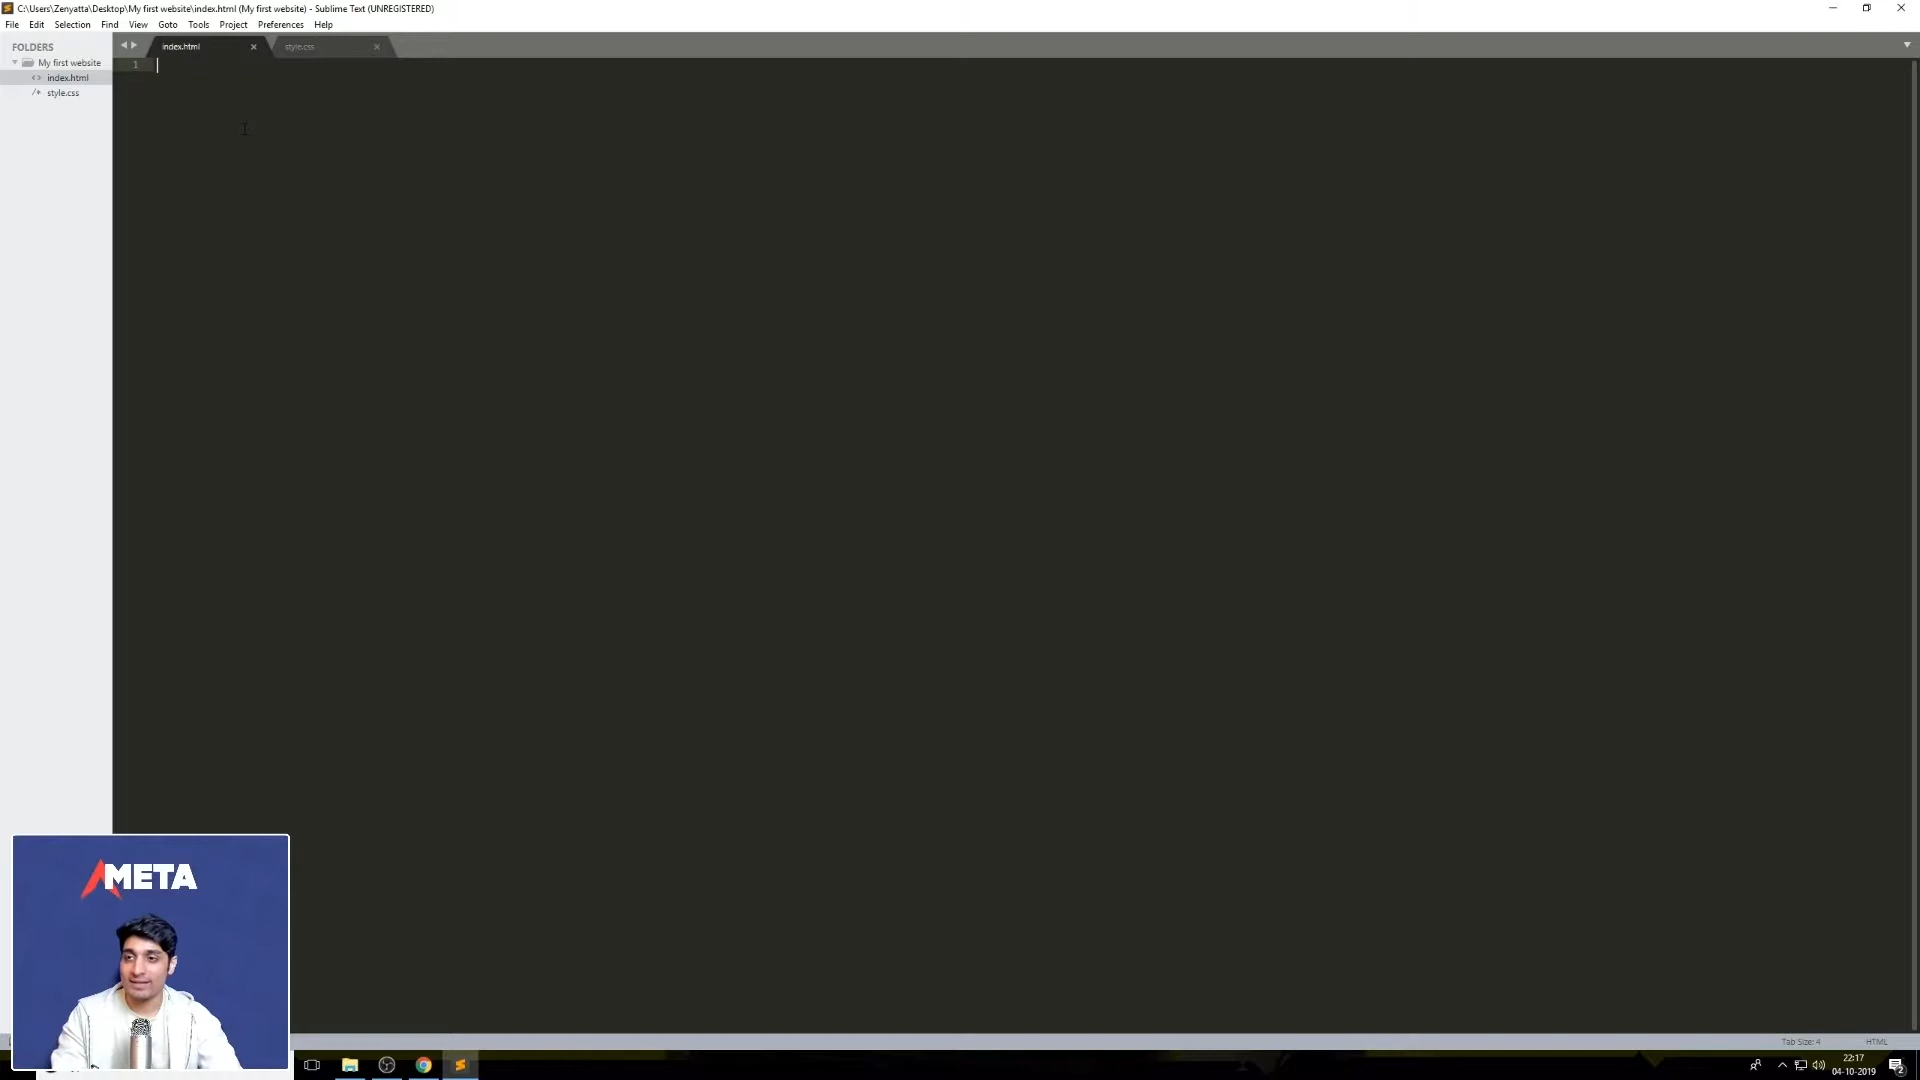 C:\Users\Zenyatta\Desktop\My first website\index.html (My first website) - Sublime Text (UNREGISTERED)
File Edit Selection Find View Goto Tools Project Preferences Help
FOLDERS
My first website
index.html
style.css
index.html
style.css
1
META
Tab Size: 4
HTML
22:17
04-10-2019
2